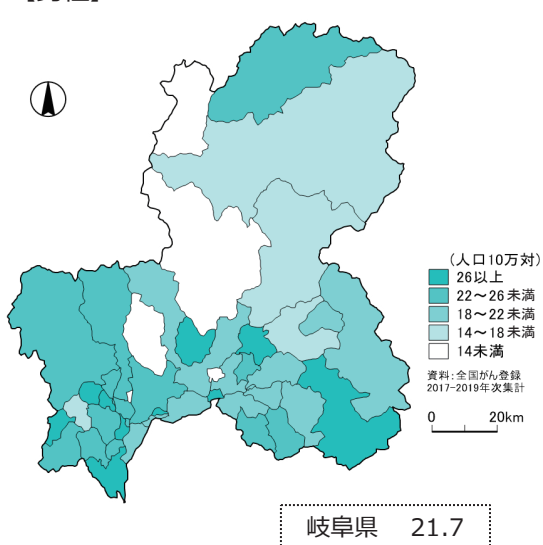 (人口10万対)
26以上
22～26未満
18～22未満
14～18未満
14未満
資料:全国がん登録
2017-2019年次集計
0 20km
岐阜県 21.7